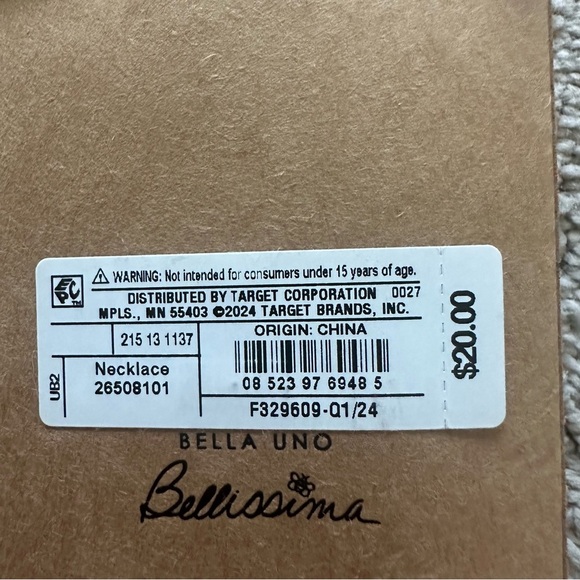 WARNING: Not intended for consumers under 15 years of age.
DISTRIBUTED BY TARGET CORPORATION 0027
MPLS., MN 55403 ©2024 TARGET BRANDS, INC.
215 13 1137
ORIGIN: CHINA
UB2
Necklace
26508101
08 523 97 6948 5
F329609-Q1/24
$20.00
BELLA UNO
Bellissima